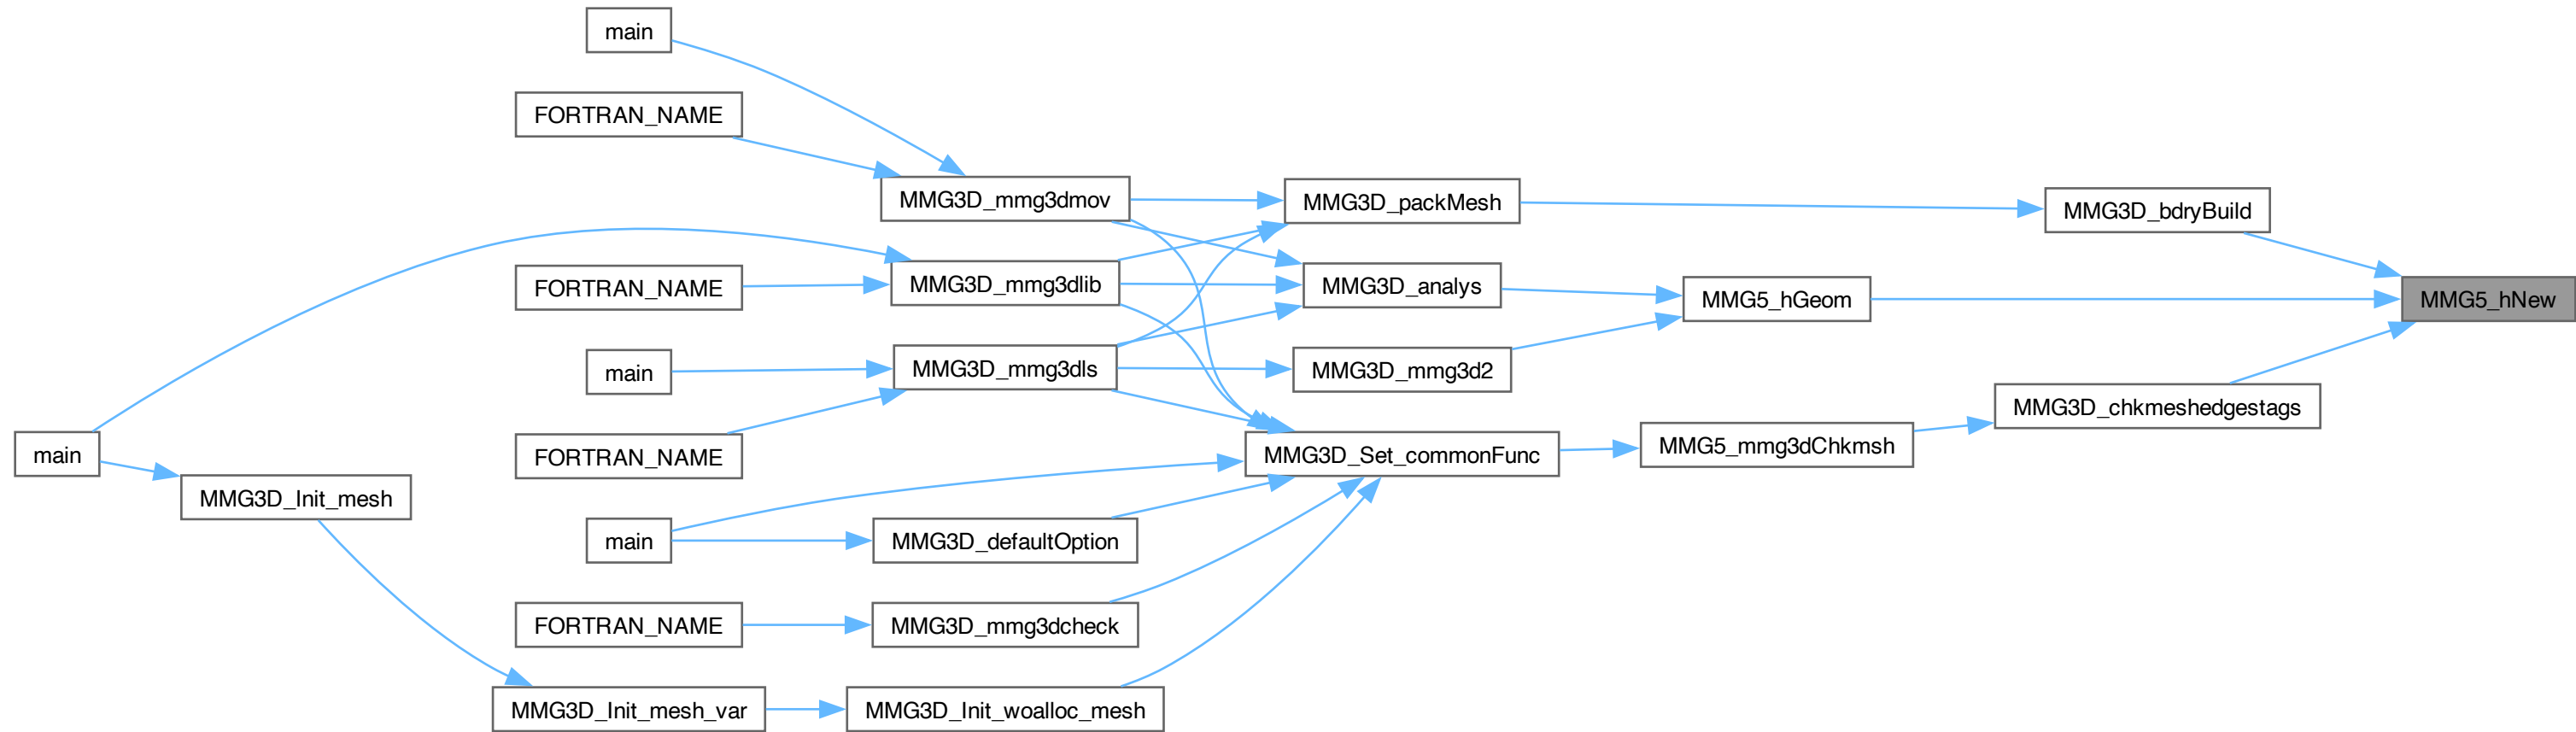 main
FORTRAN_NAME
MMG3D_mmg3dmov
MMG3D_packMesh
MMG3D_bdryBuild
FORTRAN_NAME
MMG3D_mmg3dlib
MMG3D_analys
MMG5_hGeom
MMG5_hNew
main
MMG3D_mmg3dls
MMG3D_mmg3d2
MMG3D_chkmeshedgestags
main
FORTRAN_NAME
MMG3D_Set_commonFunc
MMG5_mmg3dChkmsh
MMG3D_Init_mesh
main
MMG3D_defaultOption
FORTRAN_NAME
MMG3D_mmg3dcheck
MMG3D_Init_mesh_var
MMG3D_Init_woalloc_mesh